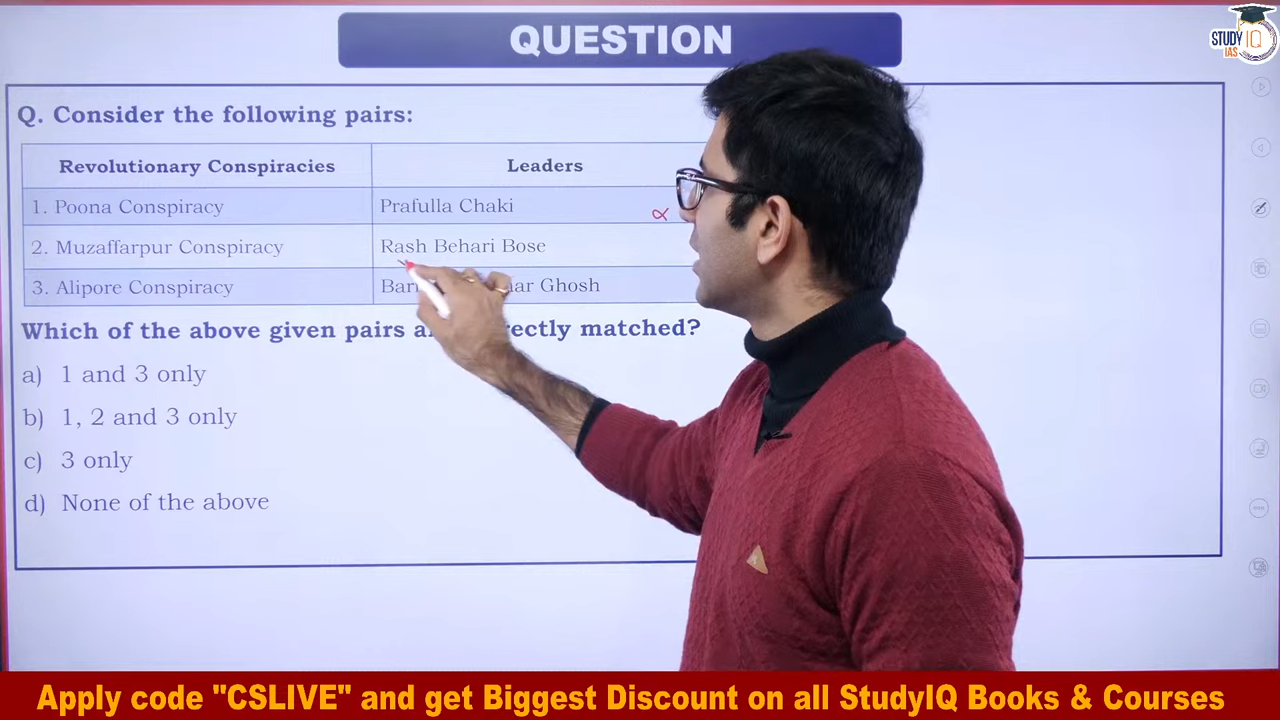 QUESTION
STUDY IQ
IAS
Q. Consider the following pairs:
Revolutionary Conspiracies Leaders
1. Poona Conspiracy Prafulla Chaki
2. Muzaffarpur Conspiracy Rash Behari Bose
3. Alipore Conspiracy Ghosh
Which of the above given pairs matched?
a) 1 and 3 only
b) 1, 2 and 3 only
c) 3 only
d) None of the above
Apply code "CSLIVE" and get Biggest Discount on all StudyIQ Books & Courses